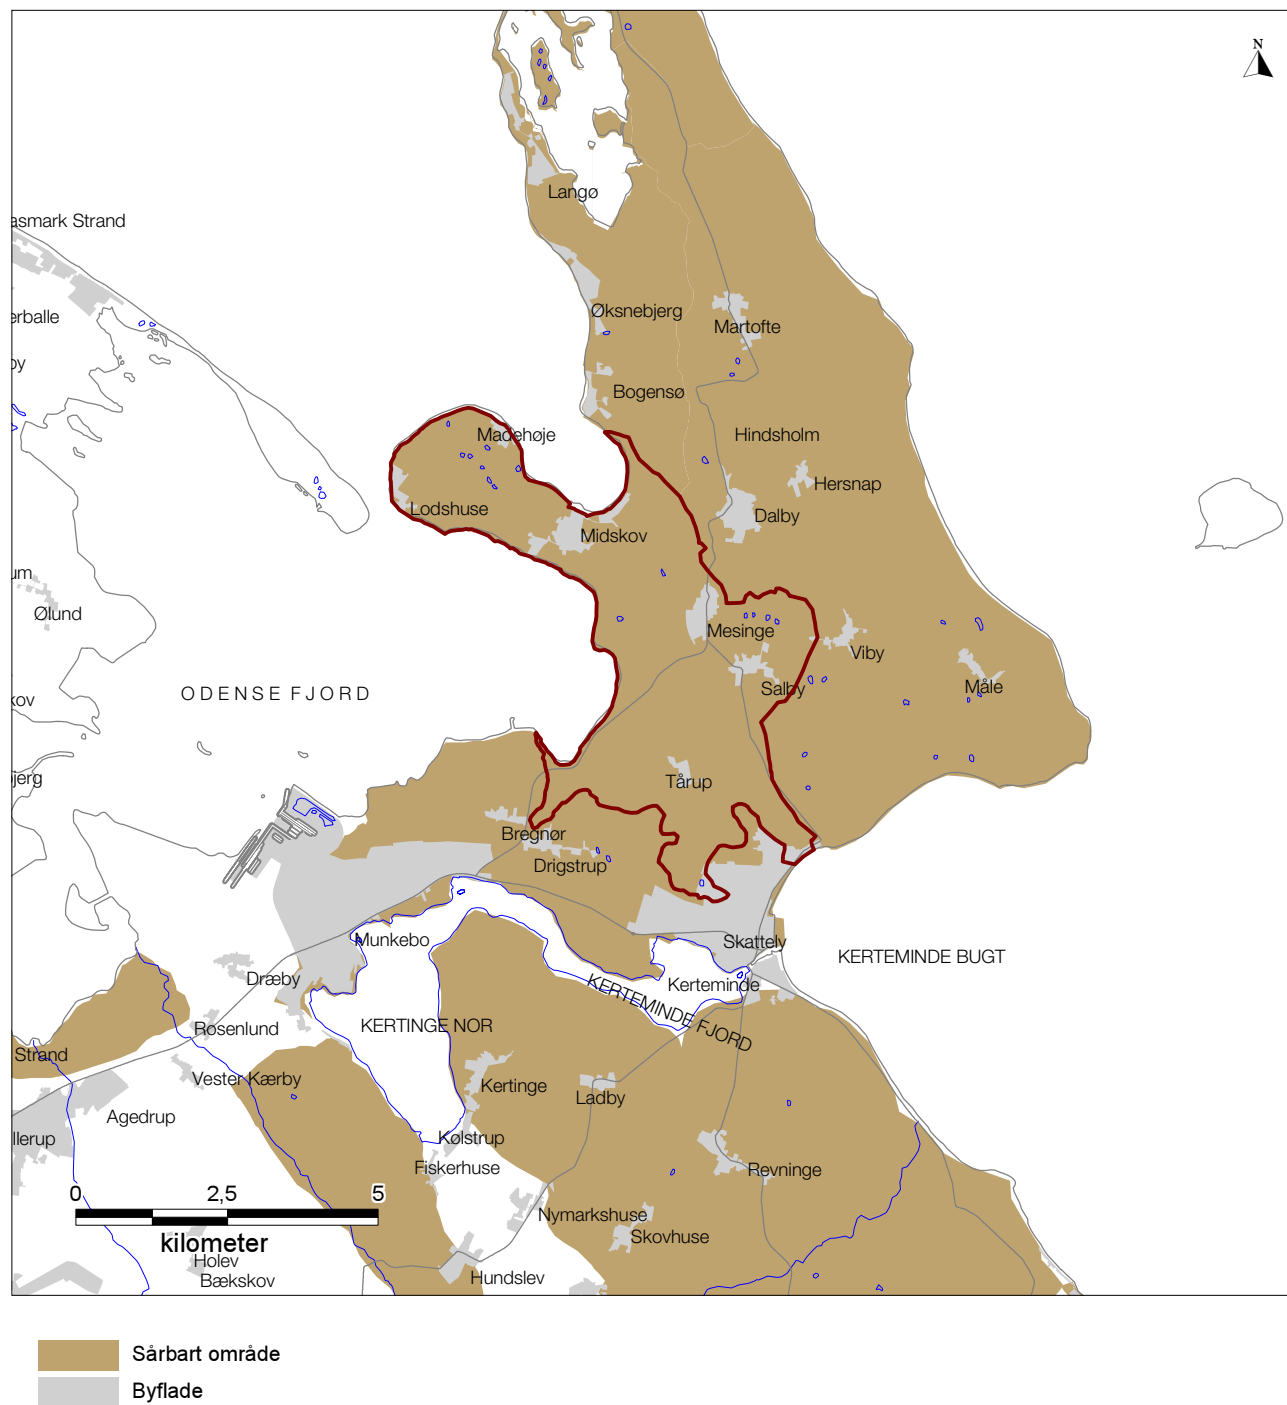 N
Langø
asmark Strand
Øksnebjerg
erballe
Martofte
by
Bogensø
Madehøje
Hindsholm
Hersnap
Lodshuse
Dalby
Midskov
um
Ølund
Mesinge
Viby
ODENSE FJORD
Salby
Måle
kov
jerg
Tårup
Bregnør
Drigstrup
Munkebo
Skattely
KERTEMINDE BUGT
Dræby
Kerteminde
KERTEMINDE FJORD
Rosenlund
KERTINGE NOR
Strand
Vester Kærby
Kertinge
Ladby
Agedrup
llerup
Kølstrup
Fiskerhuse
Revninge
0 2,5 5
kilometer
Nymarkshuse
Skovhuse
Holev
Bækskov
Hundslev
Sårbart område
Byflade